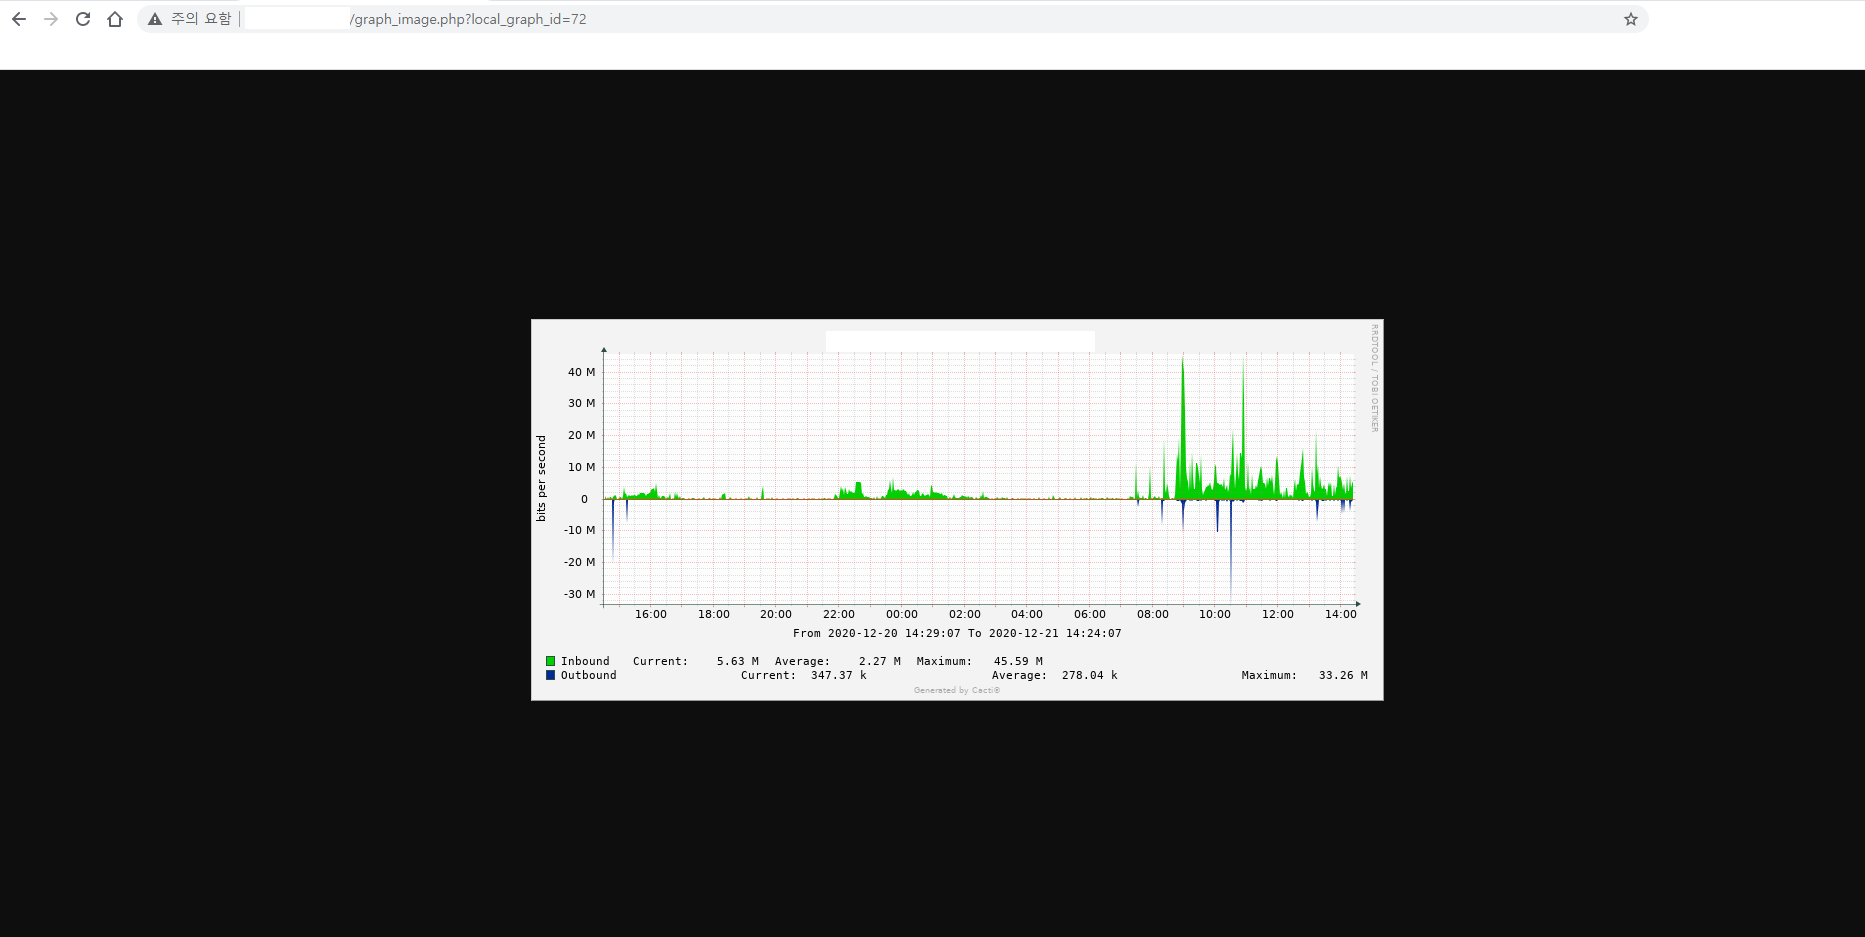 주의 요함 | /graph_image.php?local_graph_id=72
RRDTOOL / TOBI OETIKER
bits per second
40 M
30 M
20 M
10 M
0
-10 M
-20 M
-30 M
16:00 18:00 20:00 22:00 00:00 02:00 04:00 06:00 08:00 10:00 12:00 14:00
From 2020-12-20 14:29:07 To 2020-12-21 14:24:07
Inbound Current: 5.63 M Average: 2.27 M Maximum: 45.59 M
Outbound Current: 347.37 k Average: 278.04 k Maximum: 33.26 M
Generated by Cacti®